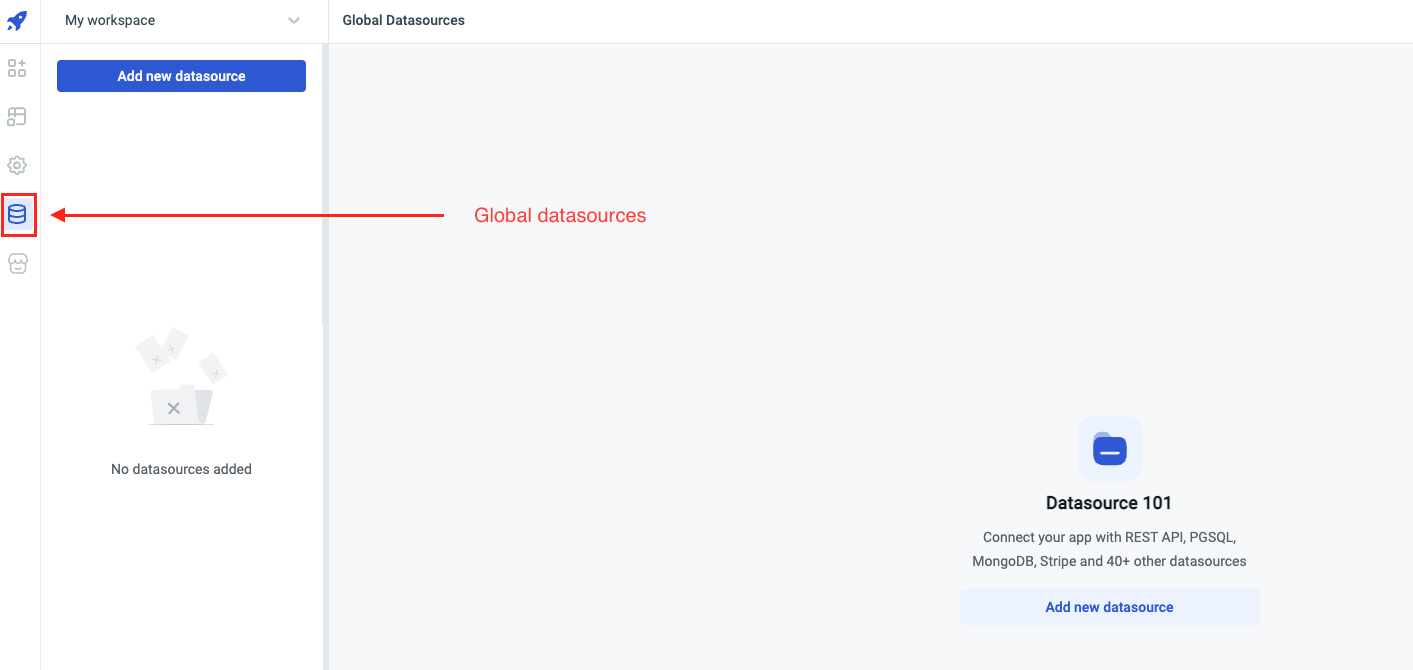 My workspace
Global Datasources
Add new datasource
Global datasources
No datasources added
Datasource 101
Connect your app with REST API, PGSQL,
MongoDB, Stripe and 40+ other datasources
Add new datasource